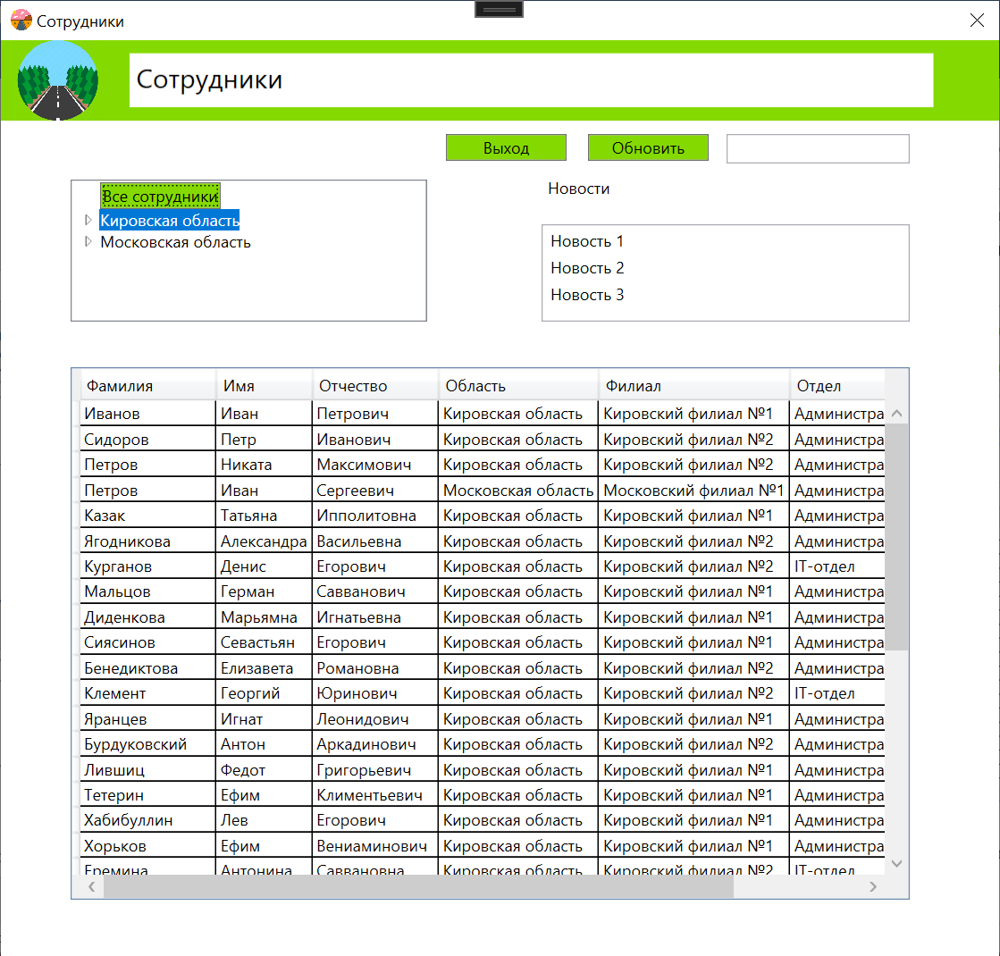 Сотрудники
Сотрудники
Выход Обновить
Все сотрудники
Кировская область
Московская область
Новости
Новость 1
Новость 2
Новость 3
Фамилия Имя Отчество Область Филиал Отдел
Иванов Иван Петрович Кировская область Кировский филиал №1 Администра
Сидоров Петр Иванович Кировская область Кировский филиал №2 Администра
Петров Никата Максимович Кировская область Кировский филиал №2 Администра
Петров Иван Сергеевич Московская область Московский филиал №1 Администра
Казак Татьяна Ипполитовна Кировская область Кировский филиал №1 Администра
Ягодникова Александра Васильевна Кировская область Кировский филиал №2 Администра
Курганов Денис Егорович Кировская область Кировский филиал №2 IT-отдел
Мальцов Герман Савванович Кировская область Кировский филиал №1 Администра
Диденкова Марьямна Игнатьевна Кировская область Кировский филиал №1 Администра
Сиясинов Севастьян Егорович Кировская область Кировский филиал №1 Администра
Бенедиктова Елизавета Романовна Кировская область Кировский филиал №2 Администра
Клемент Георгий Юринович Кировская область Кировский филиал №2 IT-отдел
Яранцев Игнат Леонидович Кировская область Кировский филиал №1 Администра
Бурдуковский Антон Аркадинович Кировская область Кировский филиал №2 Администра
Лившиц Федот Григорьевич Кировская область Кировский филиал №1 Администра
Тетерин Ефим Климентьевич Кировская область Кировский филиал №1 Администра
Хабибуллин Лев Егорович Кировская область Кировский филиал №1 Администра
Хорьков Ефим Вениаминович Кировская область Кировский филиал №1 Администра
Еремина Антонина Саввановна Кировская область Кировский филиал №2 IT-отдел